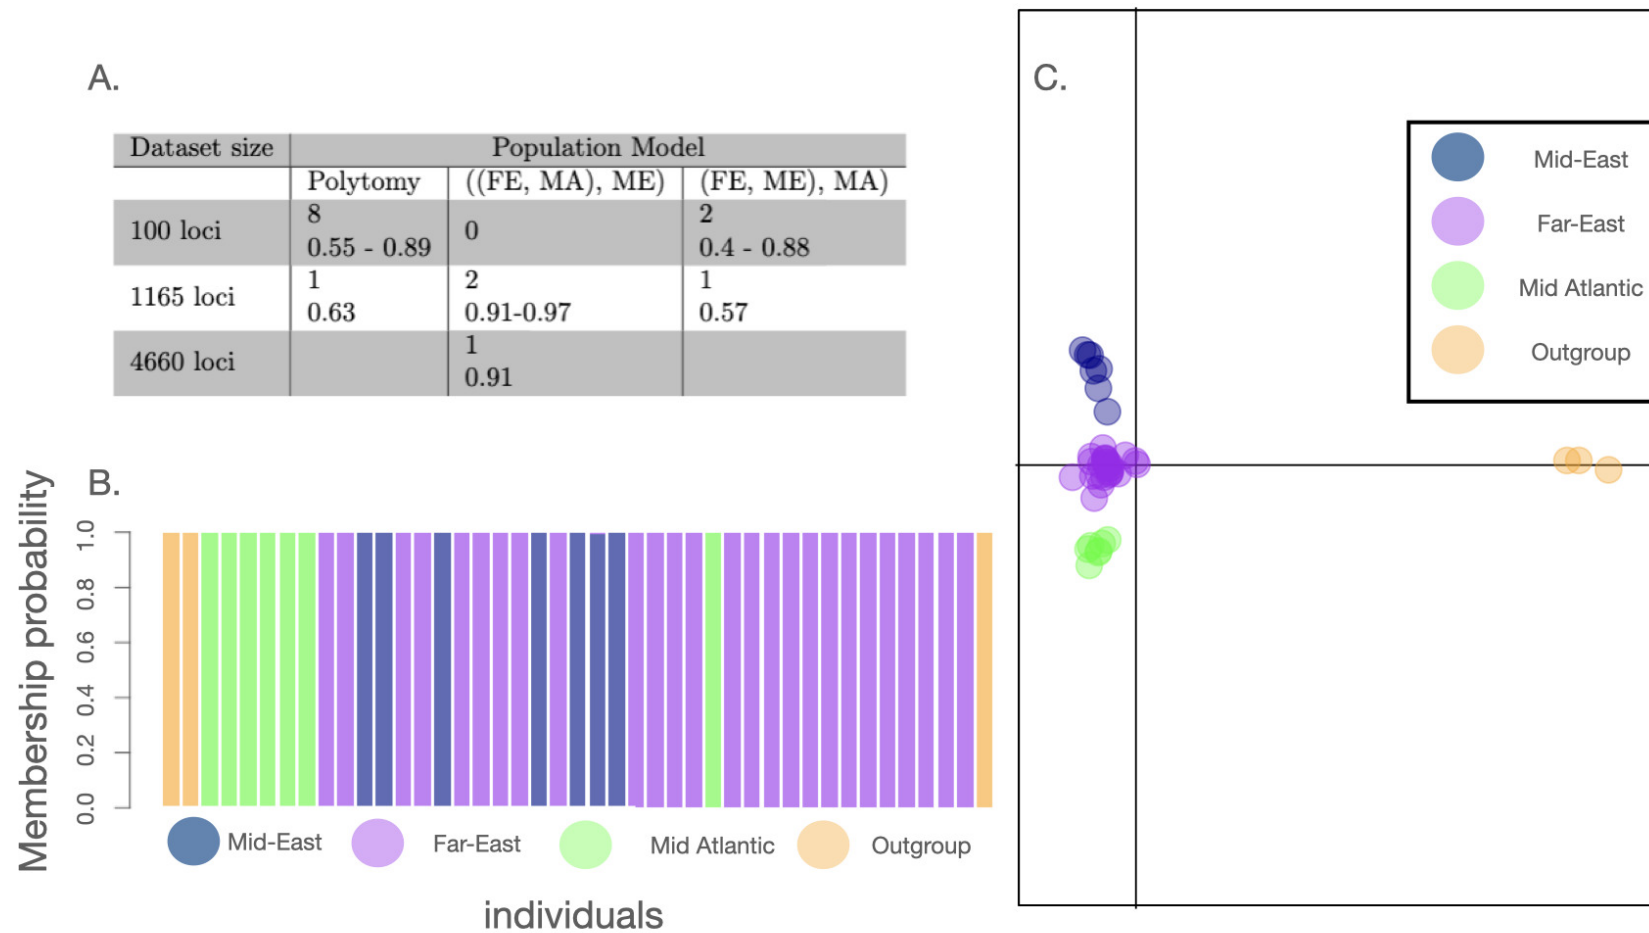 A.
Dataset size Population Model
Polytomy ((FE, MA), ME) (FE, ME), MA)
100 loci 8 0 2
0.55 - 0.89 0.4 - 0.88
1165 loci 1 2 1
0.63 0.91-0.97 0.57
4660 loci 1
0.91
B.
Membership probability
1.0
0.8
0.6
0.4
0.2
0.0
Mid-East Far-East Mid Atlantic Outgroup
individuals
C.
Mid-East
Far-East
Mid Atlantic
Outgroup